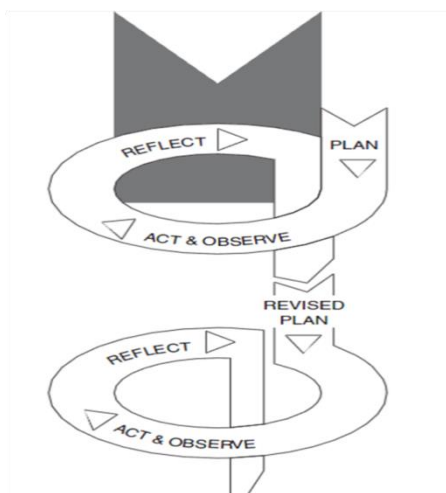 PLAN
REFLECT
ACT & OBSERVE
REVISED
PLAN
REFLECT
ACT & OBSERVE